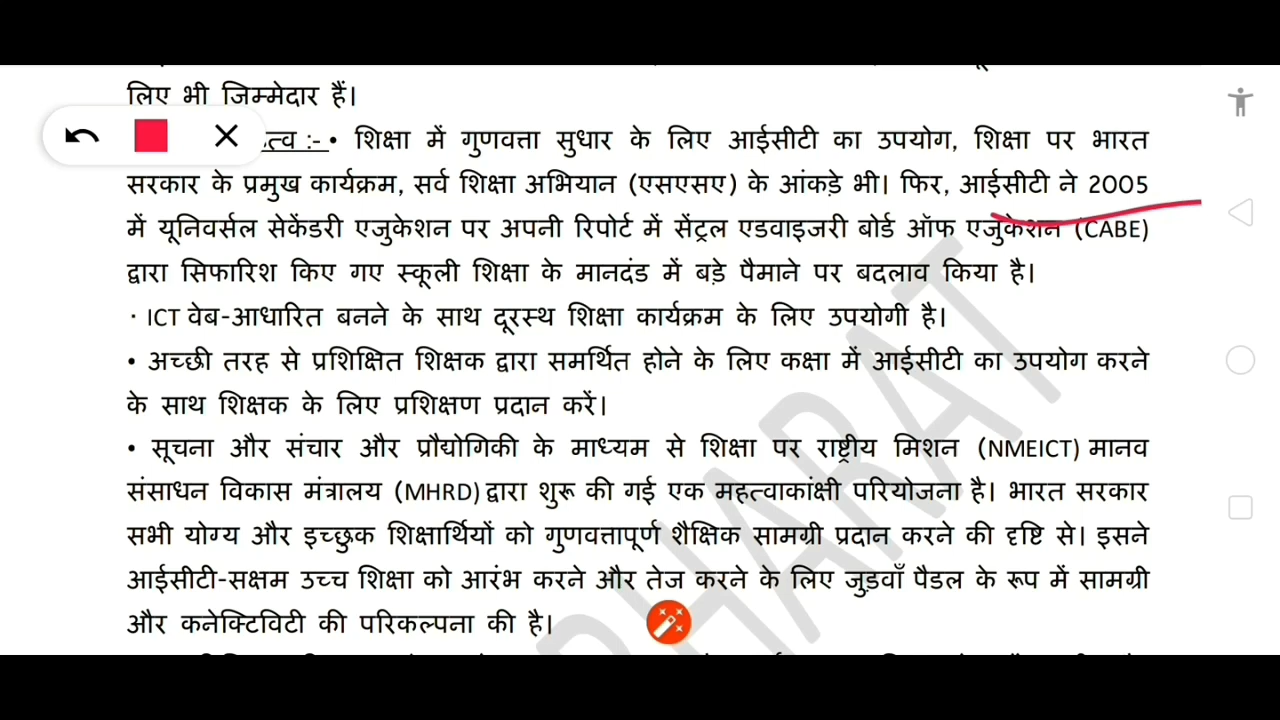 लिए भी जिम्मेदार हैं।
त्व :- • शिक्षा में गुणवत्ता सुधार के लिए आईसीटी का उपयोग, शिक्षा पर भारत
सरकार के प्रमुख कार्यक्रम, सर्व शिक्षा अभियान (एसएसए) के आंकड़े भी। फिर, आईसीटी ने 2005
में यूनिवर्सल सेकेंडरी एजुकेशन पर अपनी रिपोर्ट में सेंट्रल एडवाइजरी बोर्ड ऑफ एजुकेशन (CABE)
द्वारा सिफारिश किए गए स्कूली शिक्षा के मानदंड में बड़े पैमाने पर बदलाव किया है।
· ICT वेब-आधारित बनने के साथ दूरस्थ शिक्षा कार्यक्रम के लिए उपयोगी है।
• अच्छी तरह से प्रशिक्षित शिक्षक द्वारा समर्थित होने के लिए कक्षा में आईसीटी का उपयोग करने
के साथ शिक्षक के लिए प्रशिक्षण प्रदान करें।
• सूचना और संचार और प्रौद्योगिकी के माध्यम से शिक्षा पर राष्ट्रीय मिशन (NMEICT) मानव
संसाधन विकास मंत्रालय (MHRD) द्वारा शुरू की गई एक महत्वाकांक्षी परियोजना है। भारत सरकार
सभी योग्य और इच्छुक शिक्षार्थियों को गुणवत्तापूर्ण शैक्षिक सामग्री प्रदान करने की दृष्टि से। इसने
आईसीटी-सक्षम उच्च शिक्षा को आरंभ करने और तेज करने के लिए जुड़वाँ पैडल के रूप में सामग्री
और कनेक्टिविटी की परिकल्पना की है।